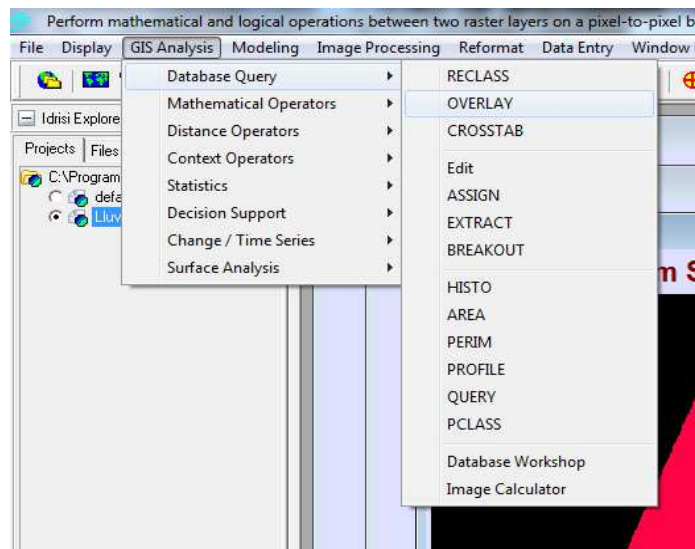 Perform mathematical and logical operations between two raster layers on a pixel-to-pixel b
File Display GIS Analysis Modeling Image Processing Reformat Data Entry Window
Idrisi Explore
Projects Files
C:\Program
defa
Lluv
Database Query
Mathematical Operators
Distance Operators
Context Operators
Statistics
Decision Support
Change / Time Series
Surface Analysis
RECLASS
OVERLAY
CROSSTAB
Edit
ASSIGN
EXTRACT
BREAKOUT
HISTO
AREA
PERIM
PROFILE
QUERY
PCLASS
Database Workshop
Image Calculator
m S